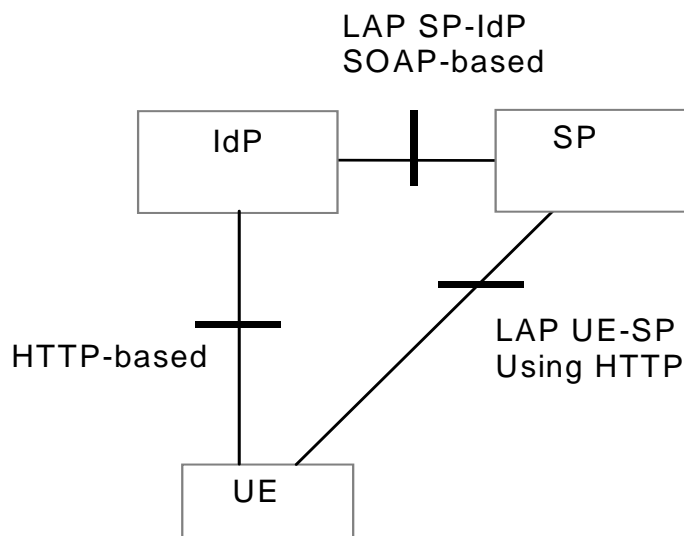 LAP SP-IdP
SOAP-based
IdP
SP
HTTP-based
LAP UE-SP
Using HTTP
UE